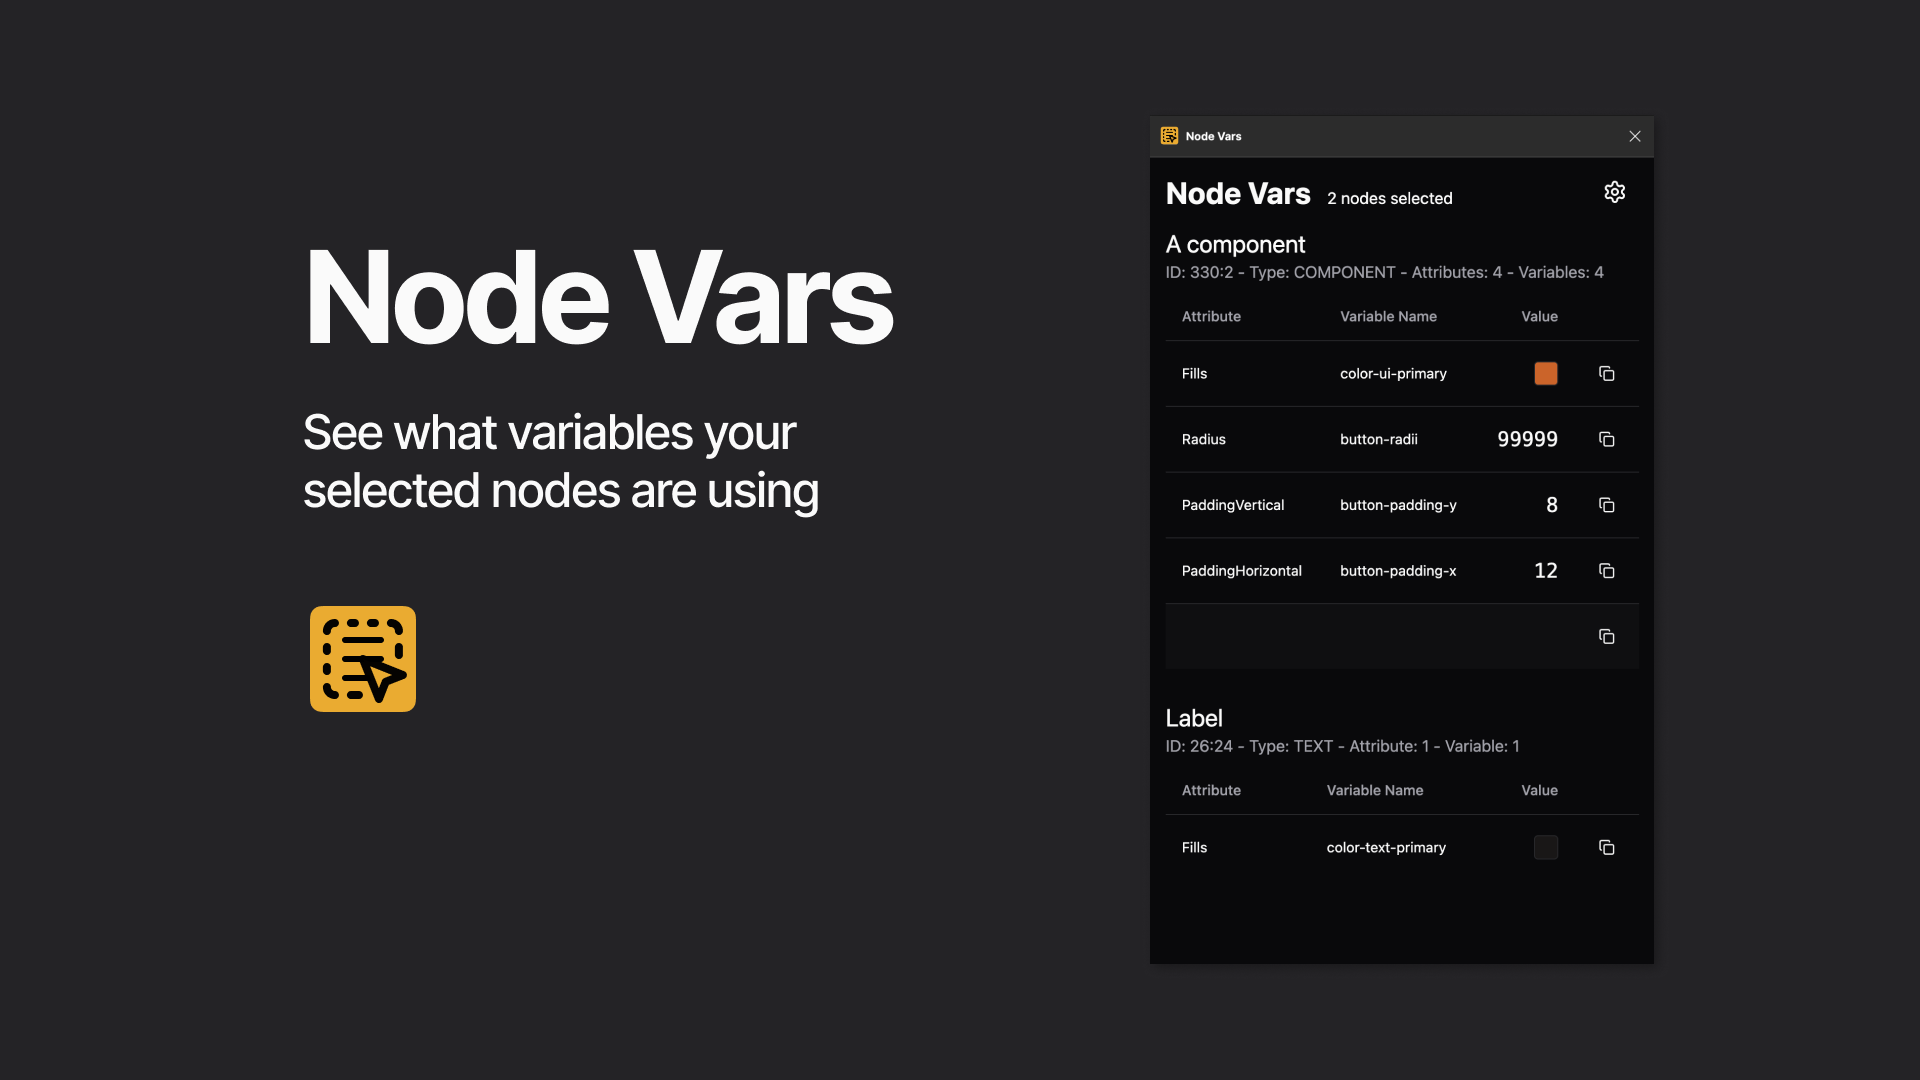 Node Vars
See what variables your
selected nodes are using
Node Vars
Node Vars 2 nodes selected
A component
ID: 330:2 - Type: COMPONENT - Attributes: 4 - Variables: 4
Attribute Variable Name Value
Fills color-ui-primary
Radius button-radii 99999
PaddingVertical button-padding-y 8
PaddingHorizontal button-padding-x 12
Label
ID: 26:24 - Type: TEXT - Attribute: 1 - Variable: 1
Attribute Variable Name Value
Fills color-text-primary